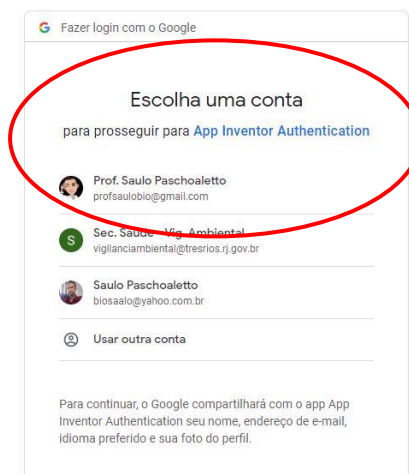 Fazer login com o Google
Escolha uma conta
para prosseguir para App Inventor Authentication
Prof. Saulo Paschoaletto
profsaulobio@gmail.com
S
Sec. Saúde - Vig. Ambiental
vigilanciambiental@tresrios.rj.gov.br
Saulo Paschoaletto
biosaalo@yahoo.com.br
Usar outra conta
Para continuar, o Google compartilhará com o app App
Inventor Authentication seu nome, endereço de e-mail,
idioma preferido e sua foto do perfil.